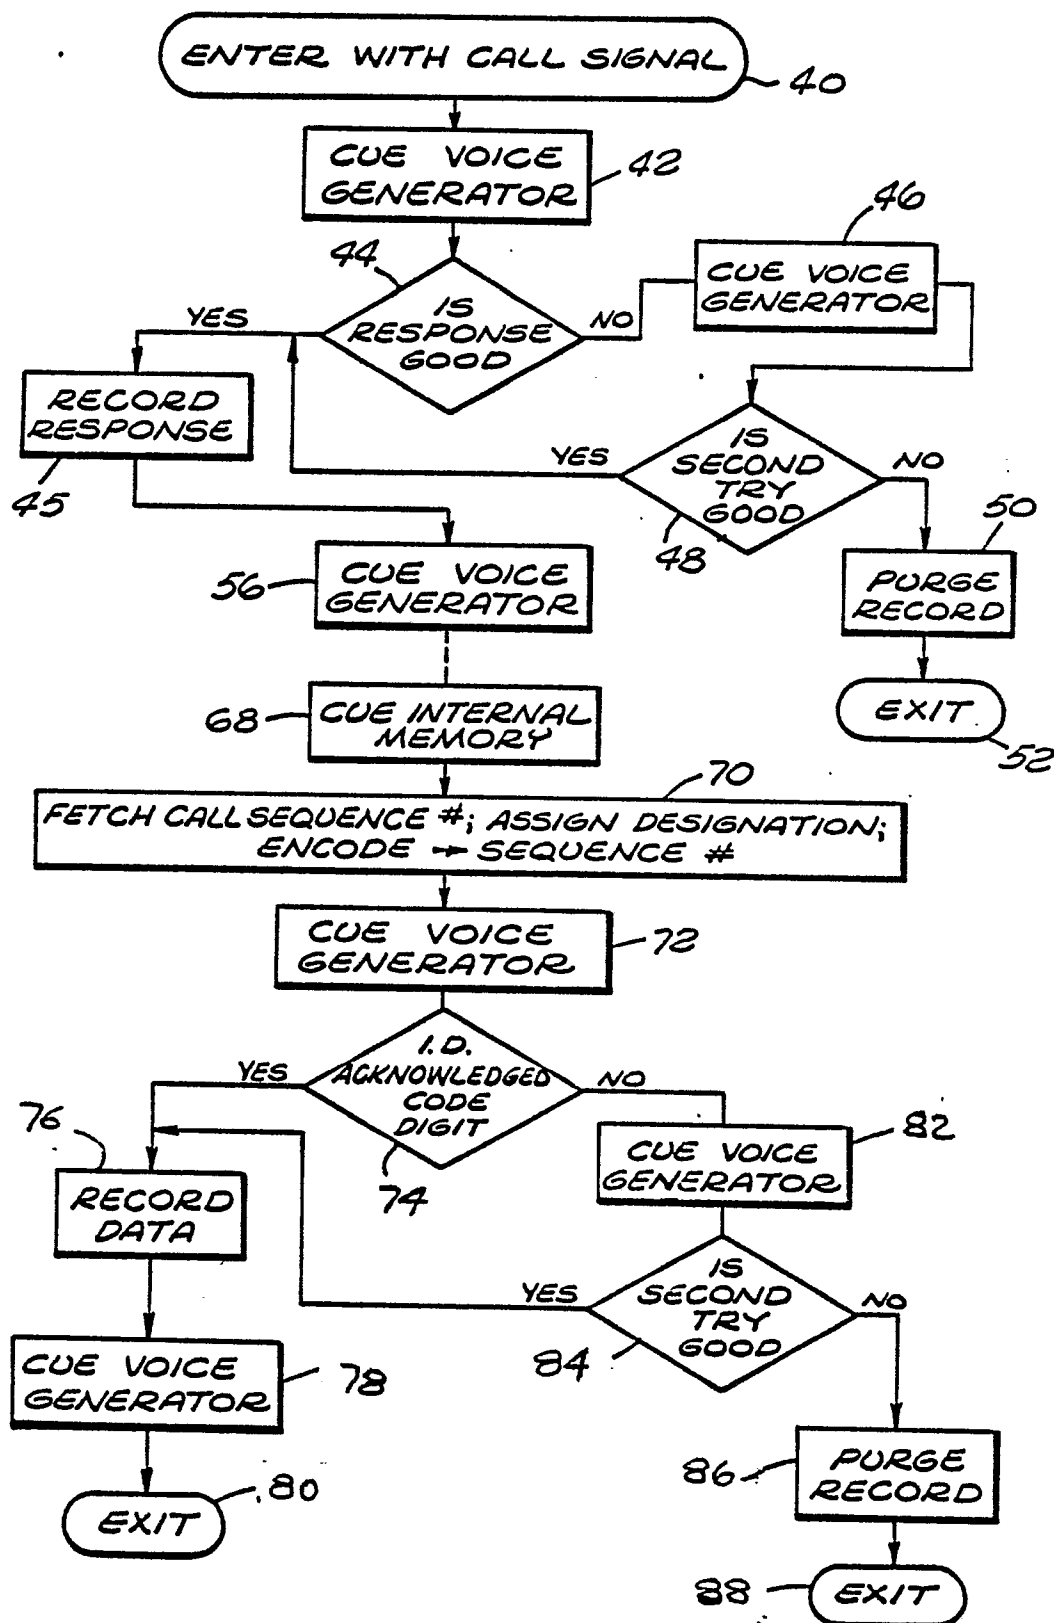 ENTER WITH CALL SIGNAL
40
CUE VOICE
GENERATOR
42
44
IS
RESPONSE
GOOD
YES
NO
46
CUE VOICE
GENERATOR
RECORD
RESPONSE
45
IS
SECOND
TRY
GOOD
YES
NO
48
50
PURGE
RECORD
EXIT
52
56
CUE VOICE
GENERATOR
68
CUE INTERNAL
MEMORY
70
FETCH CALL SEQUENCE #; ASSIGN DESIGNATION;
ENCODE → SEQUENCE #
CUE VOICE
GENERATOR
72
I.D.
ACKNOWLEDGED
CODE
DIGIT
YES
NO
74
76
RECORD
DATA
CUE VOICE
GENERATOR
82
IS
SECOND
TRY
GOOD
YES
NO
84
CUE VOICE
GENERATOR
78
EXIT
80
86
PURGE
RECORD
88
EXIT